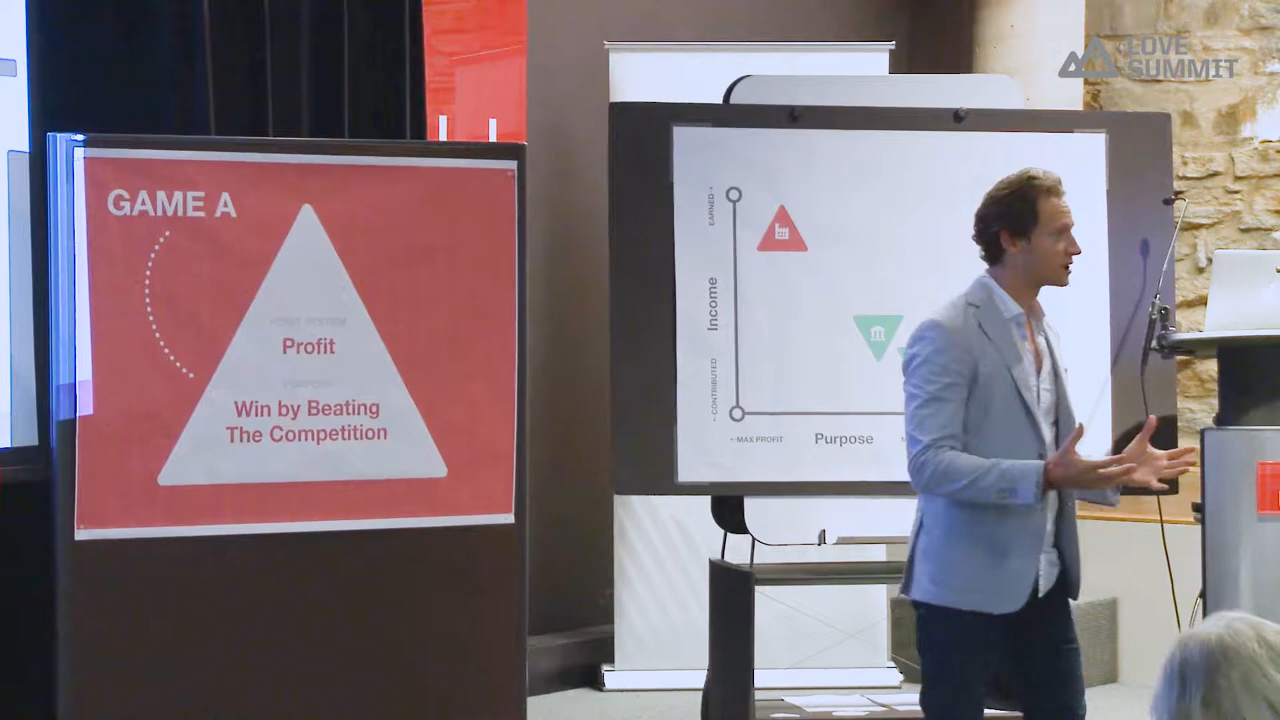 LOVE
SUMMIT
GAME A
Profit
Win by Beating
The Competition
EARNED→
Income
←CONTRIBUTED
←MAX PROFIT
Purpose